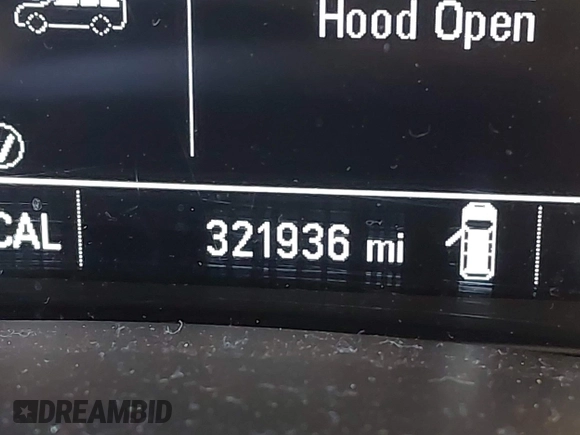 Hood Open
CAL
321936 mi
DREAMBID